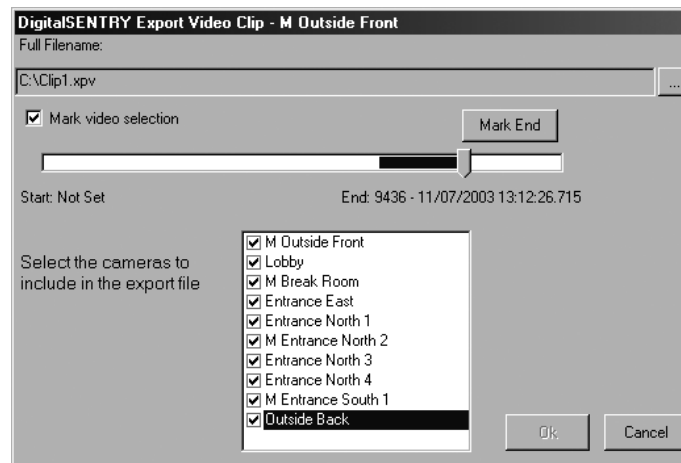 DigitalSENTRY Export Video Clip - M Outside Front
Full Filename:
C:\Clip1.xpv
...
Mark video selection
Mark End
Start: Not Set
End: 9436 - 11/07/2003 13:12:26.715
Select the cameras to
include in the export file
M Outside Front
Lobby
M Break Room
Entrance East
Entrance North 1
M Entrance North 2
Entrance North 3
Entrance North 4
M Entrance South 1
Outside Back
Ok
Cancel